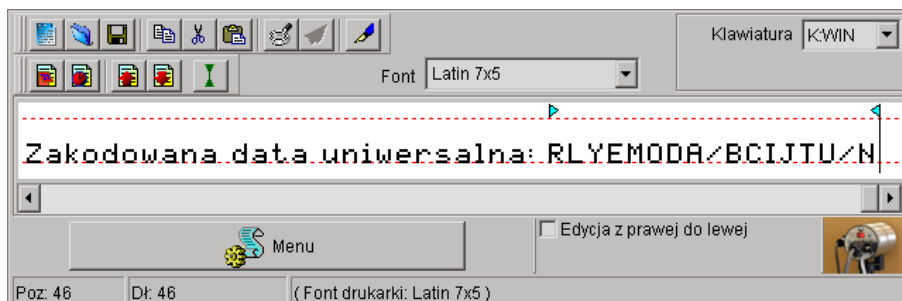 Klawiatura K:WIN
Font Latin 7x5
Zakodowana data uniwersalna: RLYEMODA/BCIJTU/N
Menu
Edycja z prawej do lewej
Poz: 46 Dł: 46 ( Font drukarki: Latin 7x5 )